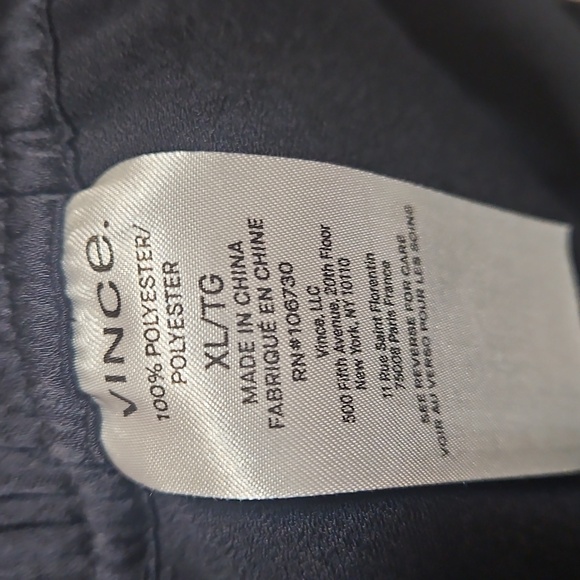 VINCE.
100% POLYESTER/
POLYESTER
XL/TG
MADE IN CHINA
FABRIQUÉ EN CHINE
RN#106730
Vince, LLC
500 Fifth Avenue, 20th Floor
New York, NY 10110
11 Rue Saint Florentin
75008 Paris France
SEE REVERSE FOR CARE
VOIR AU VERSO POUR LES SOINS